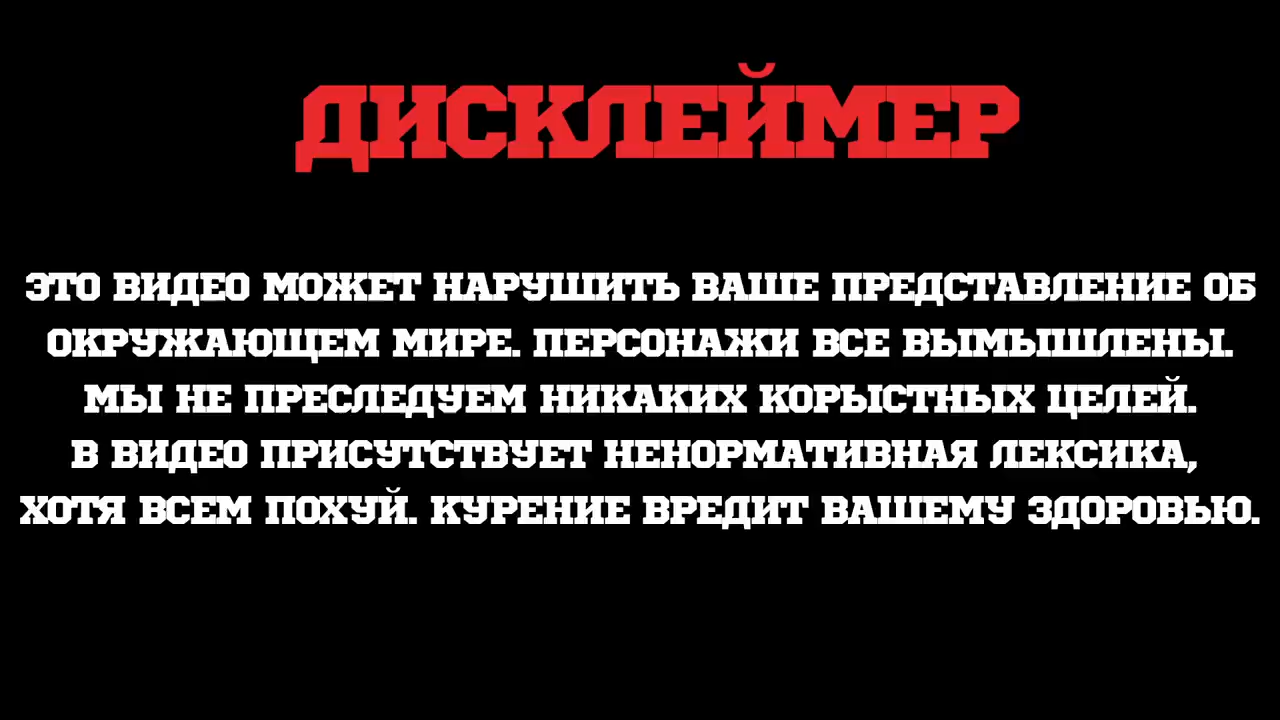 ДИСКЛЕЙМЕР
ЭТО ВИДЕО МОЖЕТ НАРУШИТЬ ВАШЕ ПРЕДСТАВЛЕНИЕ ОБ
ОКРУЖАЮЩЕМ МИРЕ. ПЕРСОНАЖИ ВСЕ ВЫМЫШЛЕНЫ.
МЫ НЕ ПРЕСЛЕДУЕМ НИКАКИХ КОРЫСТНЫХ ЦЕЛЕЙ.
В ВИДЕО ПРИСУТСТВУЕТ НЕНОРМАТИВНАЯ ЛЕКСИКА,
ХОТЯ ВСЕМ ПОХУЙ. КУРЕНИЕ ВРЕДИТ ВАШЕМУ ЗДОРОВЬЮ.